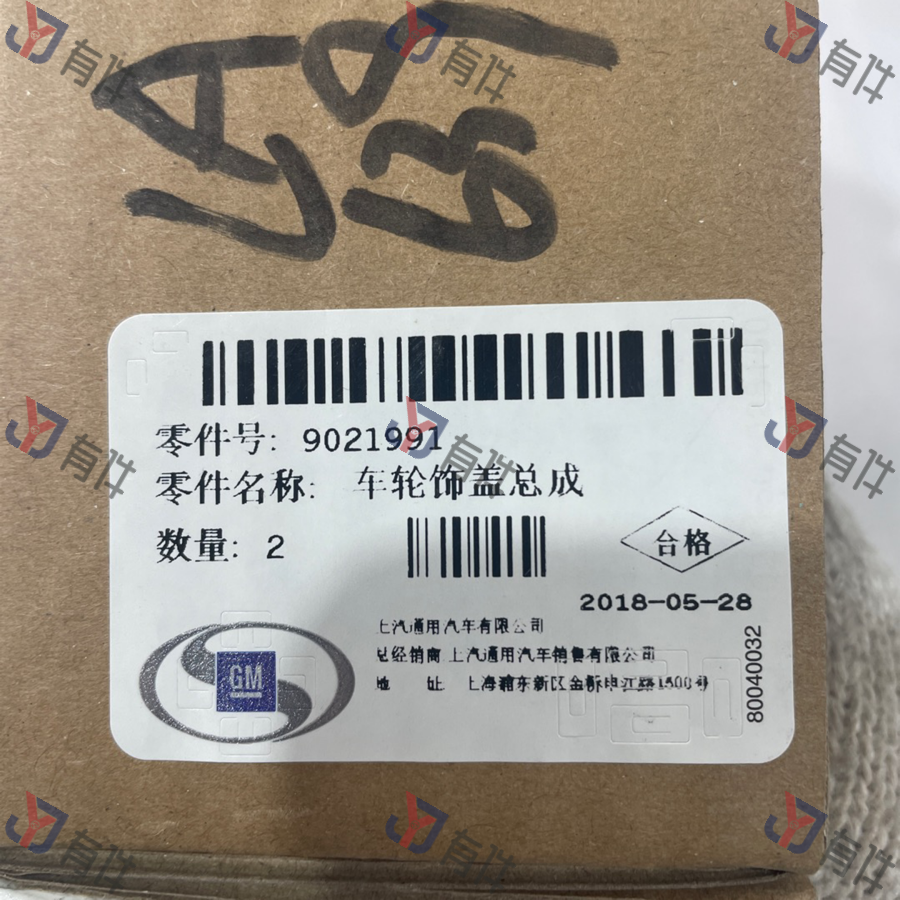 零件号: 9021991
零件名称: 车轮饰盖总成
数量: 2
合格
2018-05-28
GM
上汽通用汽车有限公司
总经销商 上汽通用汽车销售有限公司
地 址 上海浦东新区金桥申江路1500号
80040032
有件